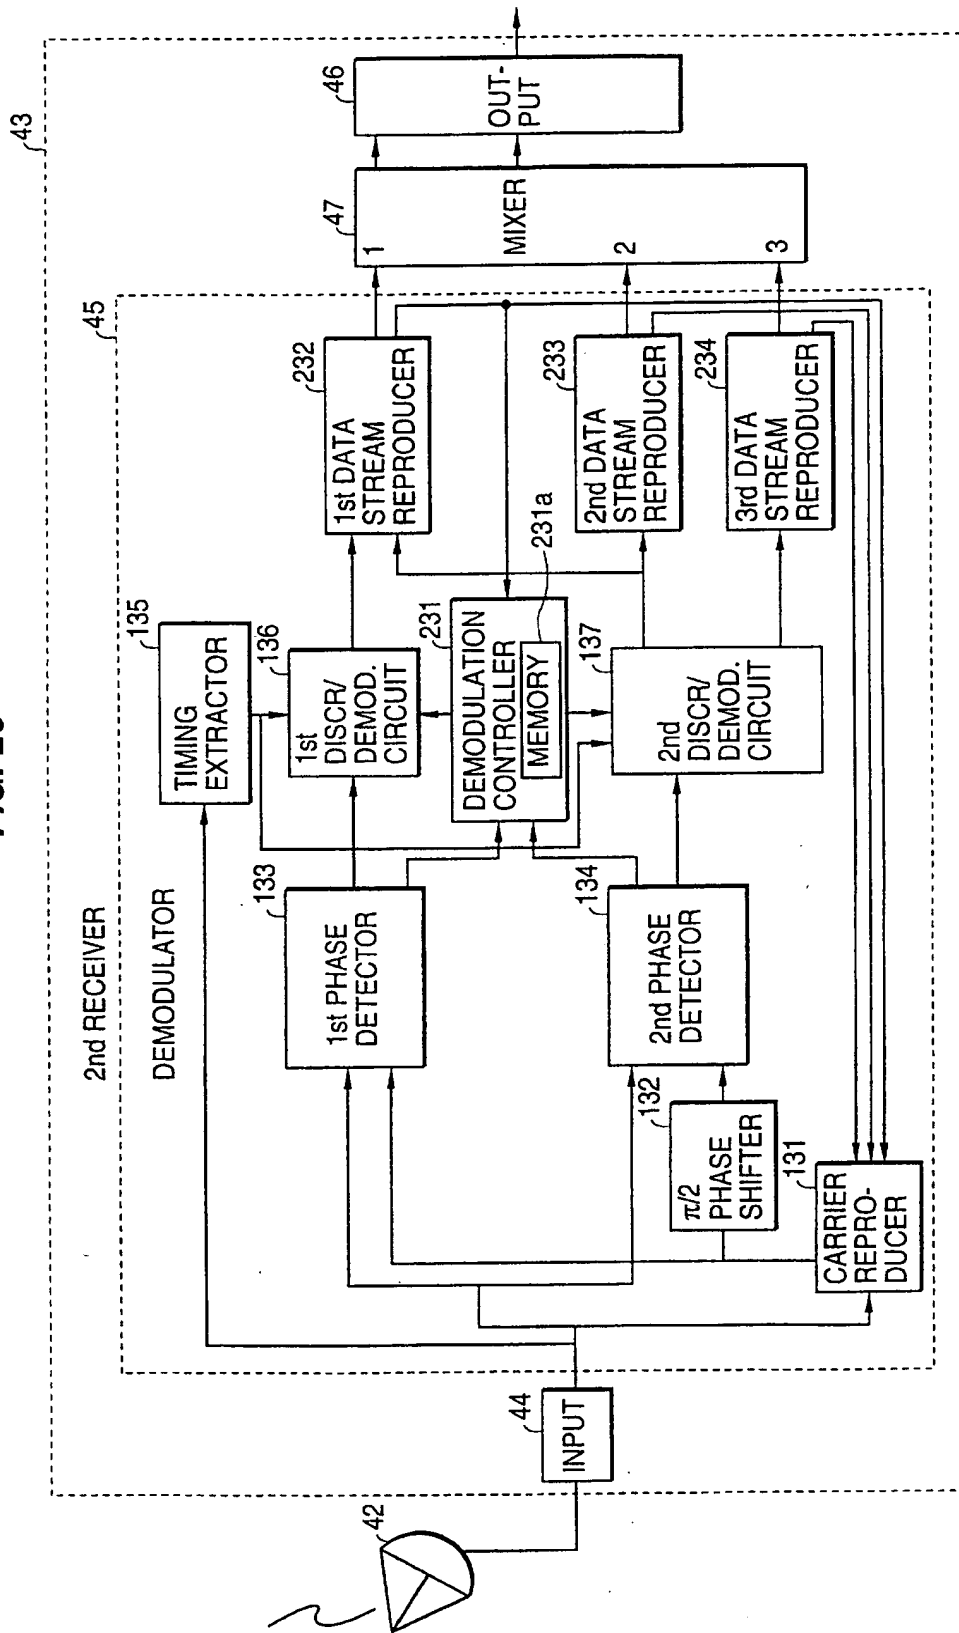 43
2nd RECEIVER
45
DEMODULATOR
42
44
INPUT
135
TIMING
EXTRACTOR
133
1st PHASE
DETECTOR
136
1st
DISCR/
DEMOD.
CIRCUIT
232
1st DATA
STREAM
REPRODUCER
231
DEMODULATION
CONTROLLER
231a
MEMORY
134
2nd PHASE
DETECTOR
132
π/2
PHASE
SHIFTER
131
CARRIER
REPRO-
DUCER
137
2nd
DISCR/
DEMOD.
CIRCUIT
233
2nd DATA
STREAM
REPRODUCER
234
3rd DATA
STREAM
REPRODUCER
47
1
MIXER
2
3
46
OUT-
PUT